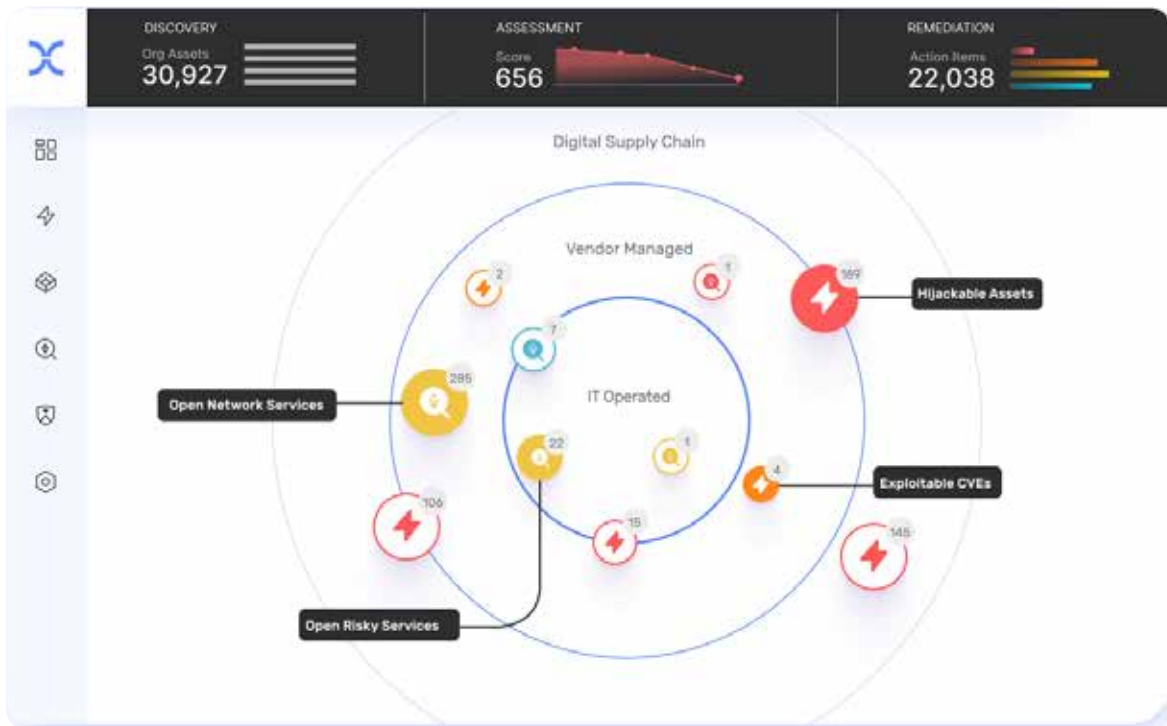 DISCOVERY
Org Assets
30,927
ASSESSMENT
Score
656
REMEDIATION
Action Items
22,038
Digital Supply Chain
Vendor Managed
2
1
169
Hijackable Assets
7
285
IT Operated
Open Network Services
22
1
4
Exploitable CVEs
106
15
145
Open Risky Services